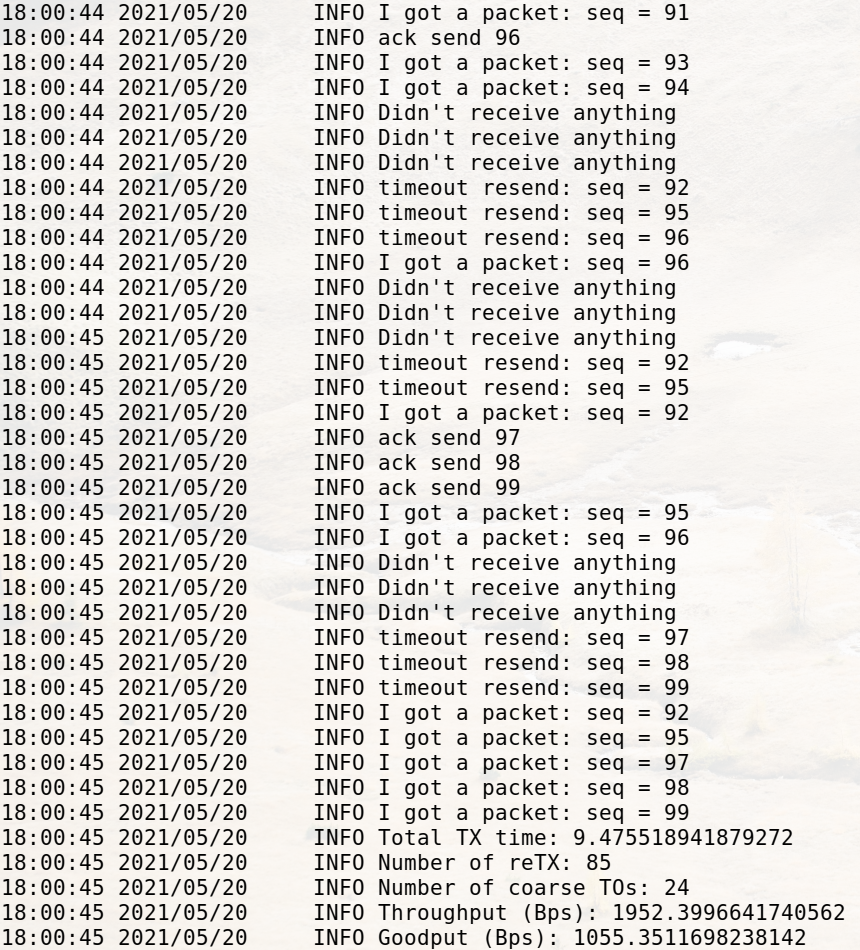 18:00:44 2021/05/20     INFO I got a packet: seq = 91
18:00:44 2021/05/20     INFO ack send 96
18:00:44 2021/05/20     INFO I got a packet: seq = 93
18:00:44 2021/05/20     INFO I got a packet: seq = 94
18:00:44 2021/05/20     INFO Didn't receive anything
18:00:44 2021/05/20     INFO Didn't receive anything
18:00:44 2021/05/20     INFO Didn't receive anything
18:00:44 2021/05/20     INFO timeout resend: seq = 92
18:00:44 2021/05/20     INFO timeout resend: seq = 95
18:00:44 2021/05/20     INFO timeout resend: seq = 96
18:00:44 2021/05/20     INFO I got a packet: seq = 96
18:00:44 2021/05/20     INFO Didn't receive anything
18:00:44 2021/05/20     INFO Didn't receive anything
18:00:45 2021/05/20     INFO Didn't receive anything
18:00:45 2021/05/20     INFO timeout resend: seq = 92
18:00:45 2021/05/20     INFO timeout resend: seq = 95
18:00:45 2021/05/20     INFO I got a packet: seq = 92
18:00:45 2021/05/20     INFO ack send 97
18:00:45 2021/05/20     INFO ack send 98
18:00:45 2021/05/20     INFO ack send 99
18:00:45 2021/05/20     INFO I got a packet: seq = 95
18:00:45 2021/05/20     INFO I got a packet: seq = 96
18:00:45 2021/05/20     INFO Didn't receive anything
18:00:45 2021/05/20     INFO Didn't receive anything
18:00:45 2021/05/20     INFO Didn't receive anything
18:00:45 2021/05/20     INFO timeout resend: seq = 97
18:00:45 2021/05/20     INFO timeout resend: seq = 98
18:00:45 2021/05/20     INFO timeout resend: seq = 99
18:00:45 2021/05/20     INFO I got a packet: seq = 92
18:00:45 2021/05/20     INFO I got a packet: seq = 95
18:00:45 2021/05/20     INFO I got a packet: seq = 97
18:00:45 2021/05/20     INFO I got a packet: seq = 98
18:00:45 2021/05/20     INFO I got a packet: seq = 99
18:00:45 2021/05/20     INFO Total TX time: 9.475518941879272
18:00:45 2021/05/20     INFO Number of reTX: 85
18:00:45 2021/05/20     INFO Number of coarse TOs: 24
18:00:45 2021/05/20     INFO Throughput (Bps): 1952.3996641740562
18:00:45 2021/05/20     INFO Goodput (Bps): 1055.3511698238142